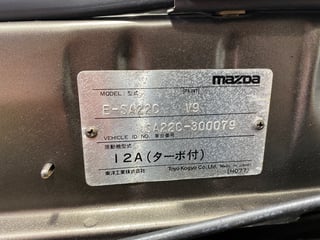 mazda
MODEL. 型式 PAINT
E-SA22C V9
SA22C-300079
VEHICLE ID NO. 車台番号
原動機型式
12A(ターボ付)
東洋工業株式会社 Toyo Kogyo Co., Ltd. Made in Japan
H077